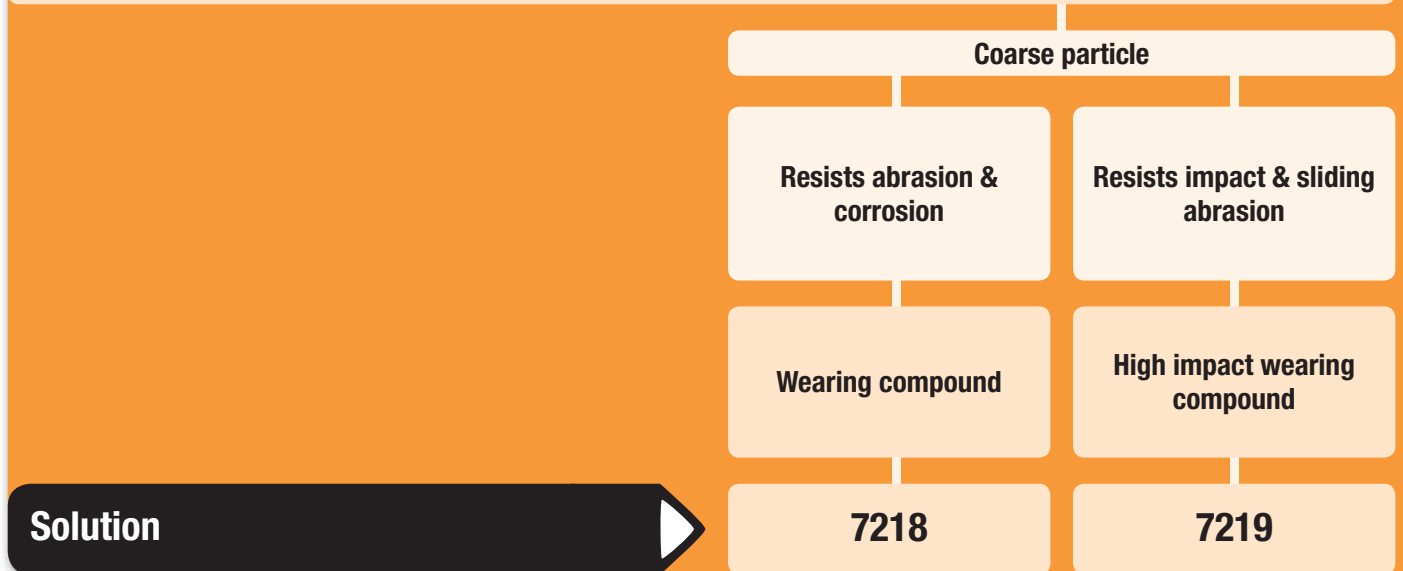 Coarse particle
Resists abrasion &
corrosion
Resists impact & sliding
abrasion
Wearing compound
High impact wearing
compound
Solution
7218
7219